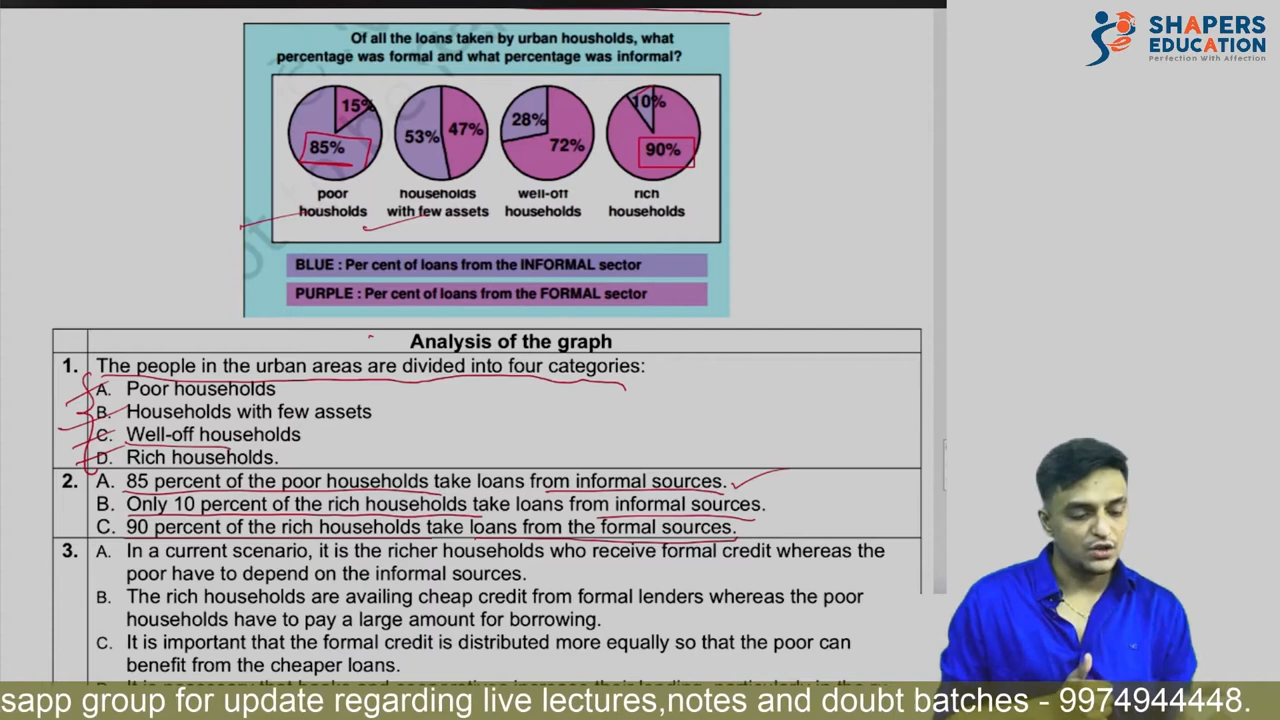 SHAPERS
EDUCATION
Perfection With Affection
Of all the loans taken by urban housholds, what
percentage was formal and what percentage was informal?
15%
85%
53%
47%
28%
72%
10%
90%
poor
housholds
households
with few assets
well-off
households
rich
households
BLUE : Per cent of loans from the INFORMAL sector
PURPLE : Per cent of loans from the FORMAL sector
Analysis of the graph
1. The people in the urban areas are divided into four categories:
A. Poor households
B. Households with few assets
C. Well-off households
D. Rich households.
2. A. 85 percent of the poor households take loans from informal sources.
B. Only 10 percent of the rich households take loans from informal sources.
C. 90 percent of the rich households take loans from the formal sources.
3. A. In a current scenario, it is the richer households who receive formal credit whereas the
poor have to depend on the informal sources.
B. The rich households are availing cheap credit from formal lenders whereas the poor
households have to pay a large amount for borrowing.
C. It is important that the formal credit is distributed more equally so that the poor can
benefit from the cheaper loans.
sapp group for update regarding live lectures,notes and doubt batches - 9974944448.